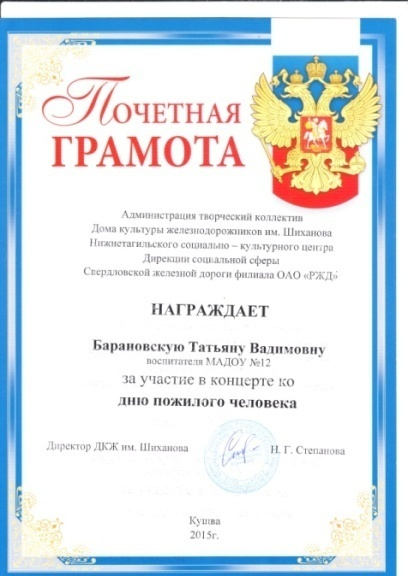 ПОЧЕТНАЯ
ГРАМОТА
Администрация творческий коллектив
Дома культуры железнодорожников им. Шиханова
Нижнетагильского социально – культурного центра
Дирекции социальной сферы
Свердловской железной дороги филиала ОАО «РЖД»
НАГРАЖДАЕТ
Барановскую Татьяну Вадимовну
воспитателя МАДОУ №12
за участие в концерте ко
дню пожилого человека
Директор ДКЖ им. Шиханова Н. Г. Степанова
Кушва
2015г.